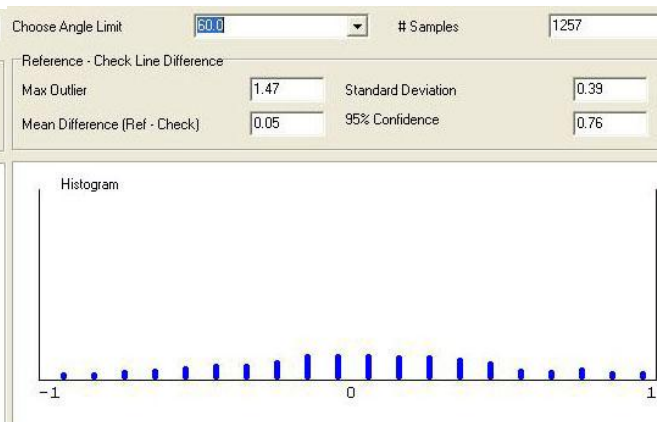 Choose Angle Limit 60.0 # Samples 1257
Reference - Check Line Difference
Max Outlier 1.47 Standard Deviation 0.39
Mean Difference (Ref - Check) 0.05 95% Confidence 0.76
Histogram
-1 0 1